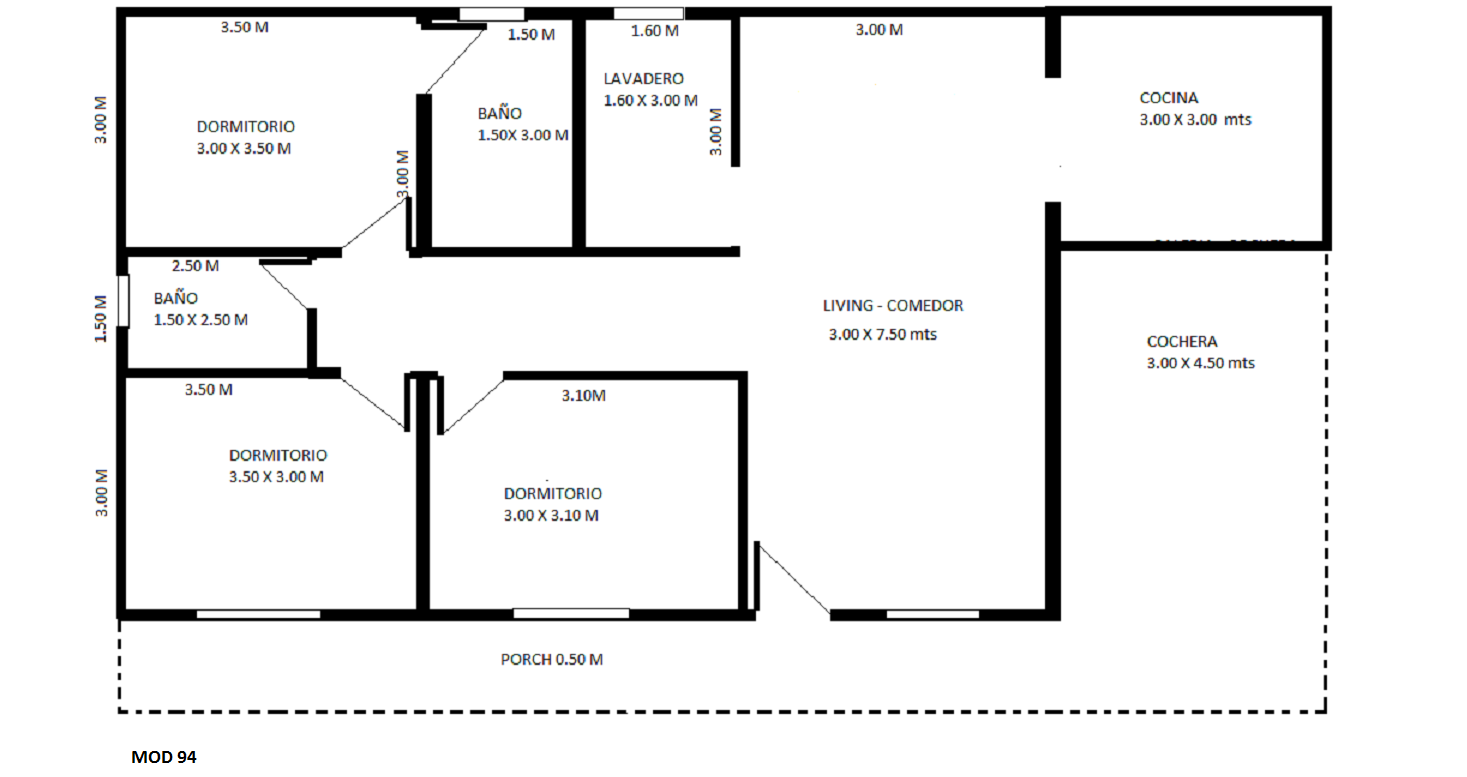 3.50 M
1.50 M
1.60 M
3.00 M
3.00 M
DORMITORIO
3.00 X 3.50 M
3.00 M
BAÑO
1.50X 3.00 M
LAVADERO
1.60 X 3.00 M
3.00 M
COCINA
3.00 X 3.00 mts
2.50 M
1.50 M
BAÑO
1.50 X 2.50 M
LIVING - COMEDOR
3.00 X 7.50 mts
COCHERA
3.00 X 4.50 mts
3.50 M
3.10M
3.00 M
DORMITORIO
3.50 X 3.00 M
DORMITORIO
3.00 X 3.10 M
PORCH 0.50 M
MOD 94